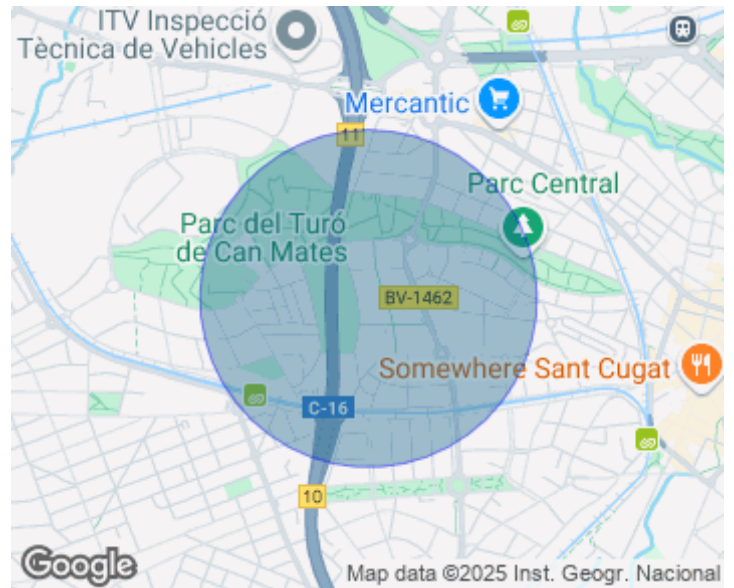 ITV Inspecció
Tècnica de Vehicles
Mercantic
11
Parc Central
Parc del Turó
de Can Mates
BV-1462
Somewhere Sant Cugat
C-16
10
Google
Map data ©2025 Inst. Geogr. Nacional